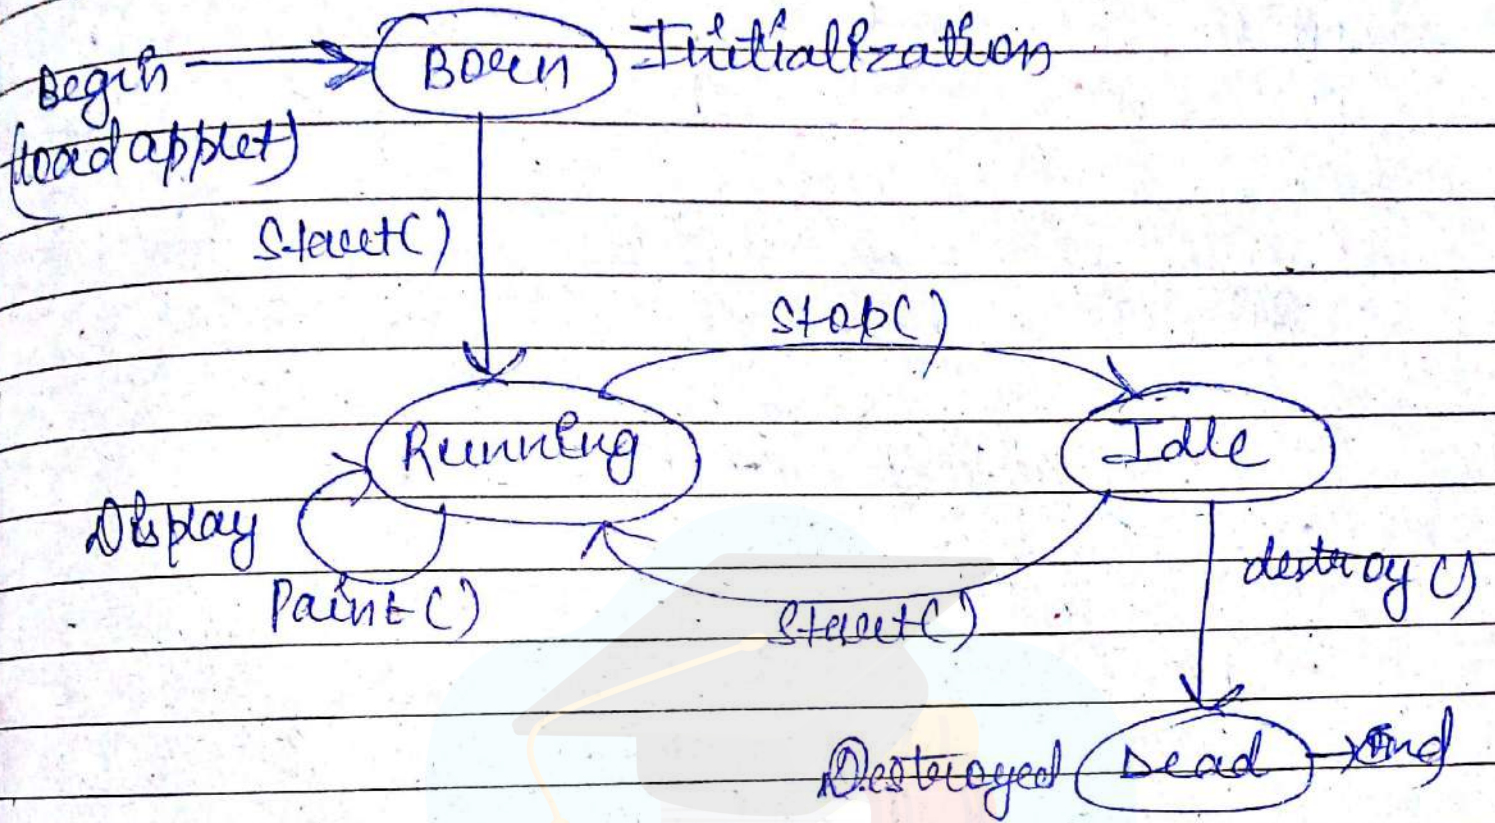 Begin
(load applet)
Born
Initialization
Start()
Stop()
Running
Idle
Display
Paint()
Start()
destroy()
Destroyed
Dead
End